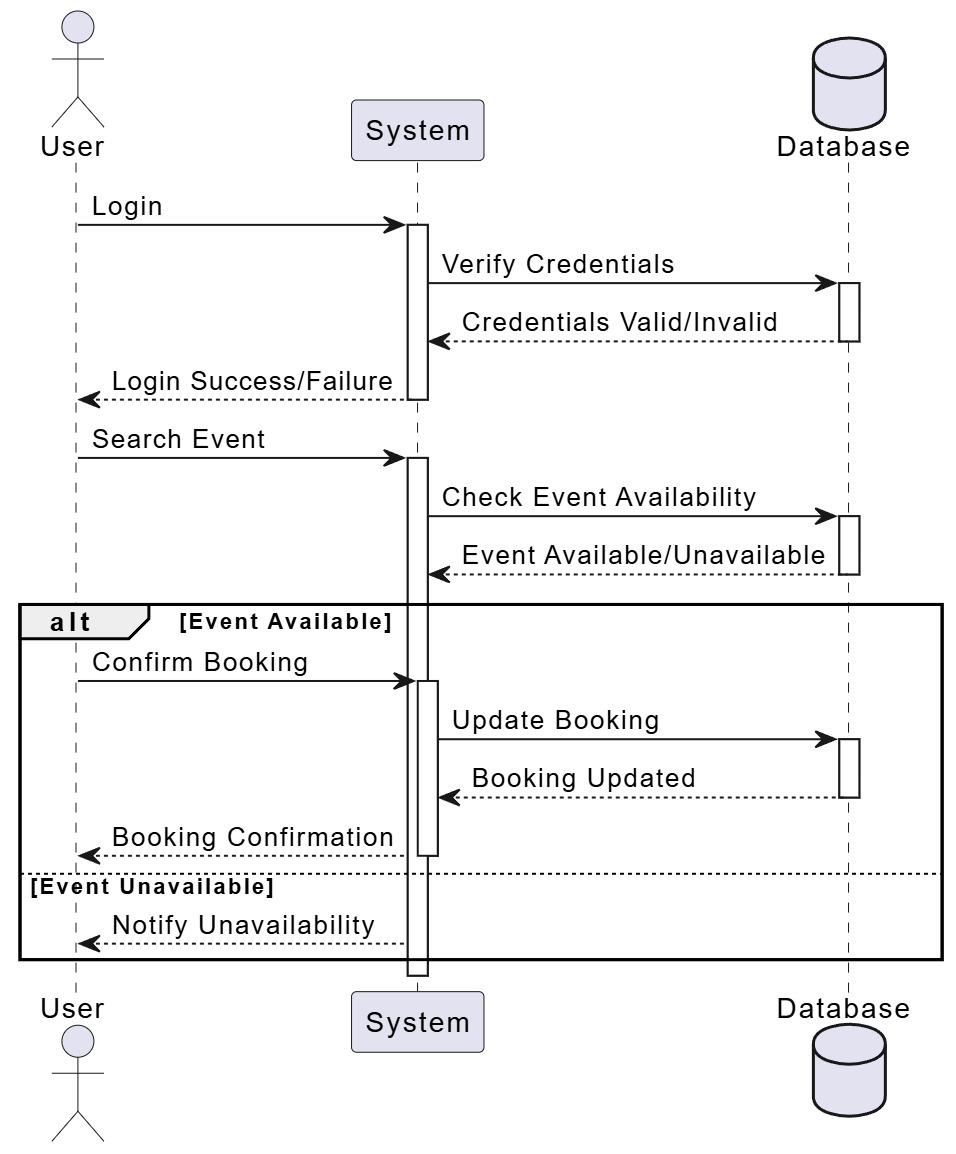 User
System
Database
Login
Verify Credentials
Credentials Valid/Invalid
Login Success/Failure
Search Event
Check Event Availability
Event Available/Unavailable
alt [Event Available]
Confirm Booking
Update Booking
Booking Updated
Booking Confirmation
[Event Unavailable]
Notify Unavailability
User
System
Database